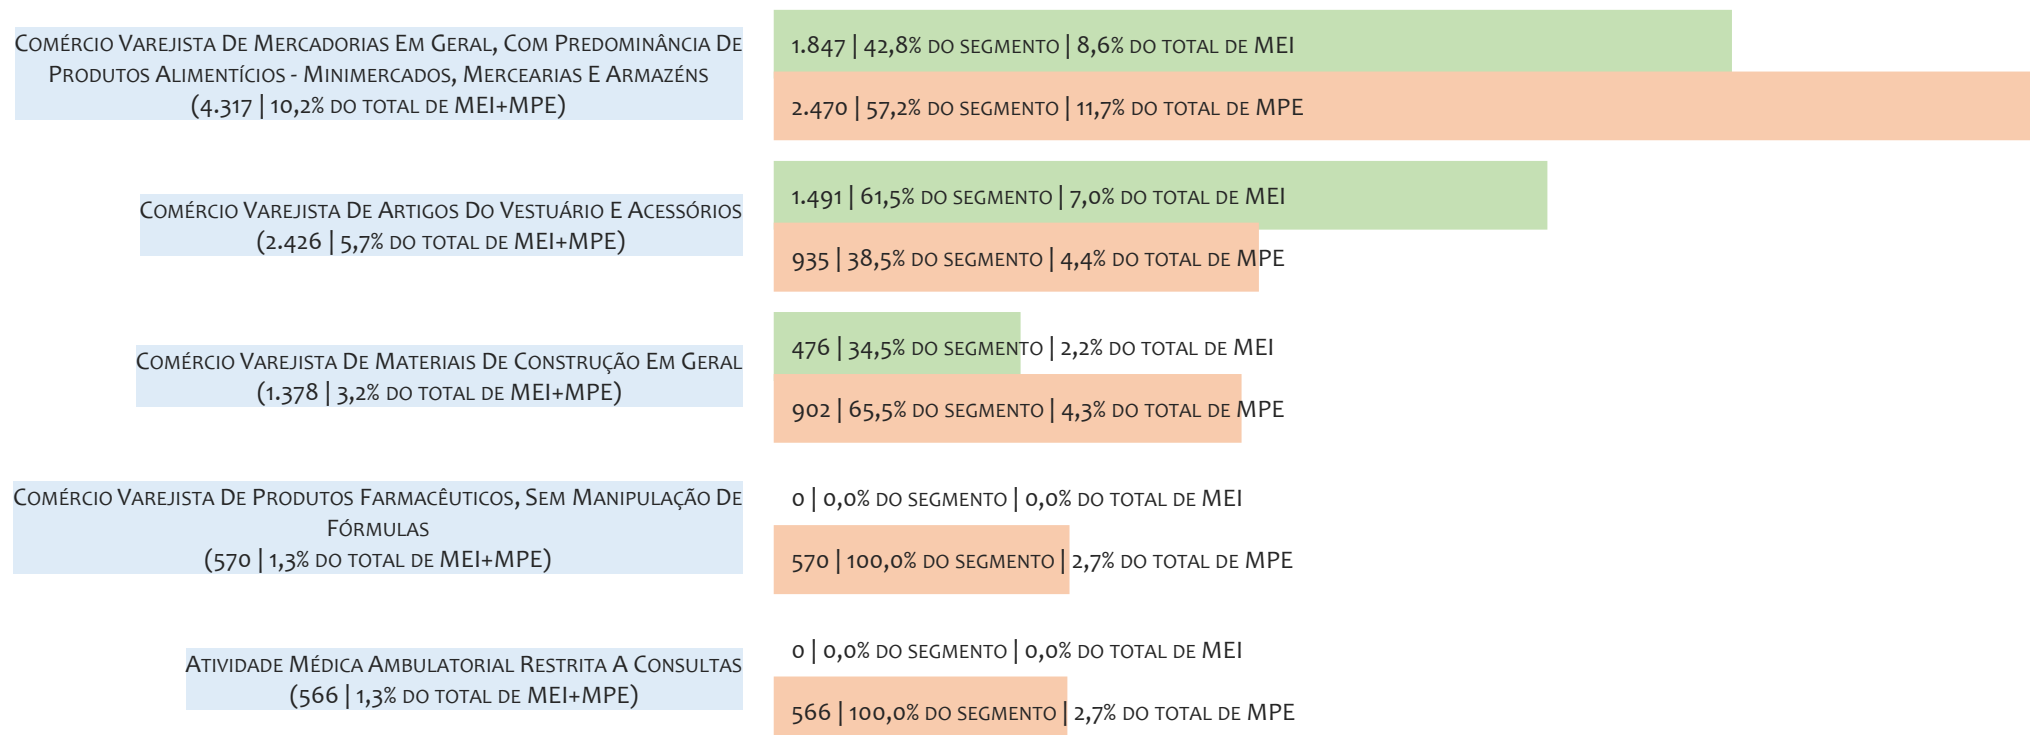 Comércio Varejista De Mercadorias Em Geral, Com Predominância De
Produtos Alimentícios - Minimercados, Mercearias E Armazéns
(4.317 | 10,2% do total de MEI+MPE)
1.847 | 42,8% do segmento | 8,6% do total de MEI
2.470 | 57,2% do segmento | 11,7% do total de MPE
Comércio Varejista De Artigos Do Vestuário E Acessórios
(2.426 | 5,7% do total de MEI+MPE)
1.491 | 61,5% do segmento | 7,0% do total de MEI
935 | 38,5% do segmento | 4,4% do total de MPE
Comércio Varejista De Materiais De Construção Em Geral
(1.378 | 3,2% do total de MEI+MPE)
476 | 34,5% do segmento | 2,2% do total de MEI
902 | 65,5% do segmento | 4,3% do total de MPE
Comércio Varejista De Produtos Farmacêuticos, Sem Manipulação De
Fórmulas
(570 | 1,3% do total de MEI+MPE)
0 | 0,0% do segmento | 0,0% do total de MEI
570 | 100,0% do segmento | 2,7% do total de MPE
Atividade Médica Ambulatorial Restrita A Consultas
(566 | 1,3% do total de MEI+MPE)
0 | 0,0% do segmento | 0,0% do total de MEI
566 | 100,0% do segmento | 2,7% do total de MPE